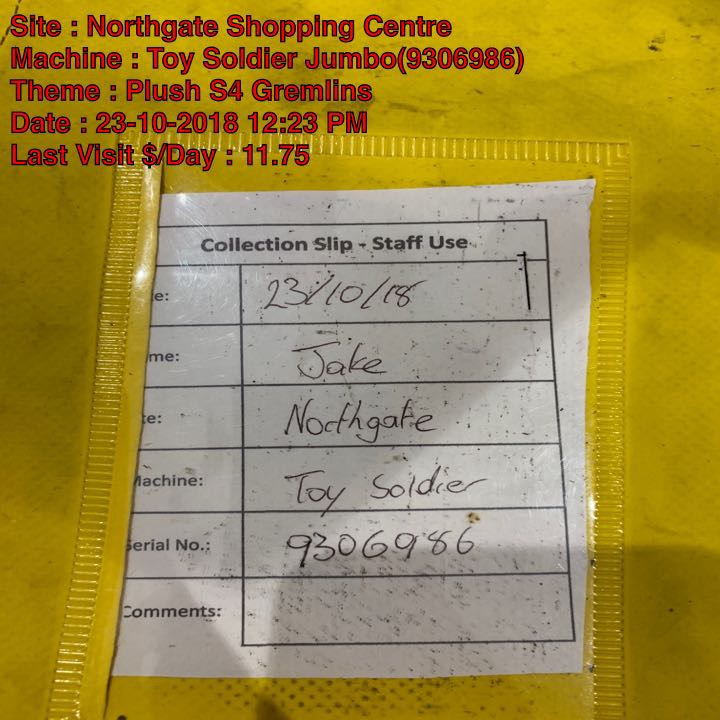 Site : Northgate Shopping Centre
Machine : Toy Soldier Jumbo(9306986)
Theme : Plush S4 Gremlins
Date : 23-10-2018 12:23 PM
Last Visit $/Day : 11.75
Collection Slip - Staff Use
e: 23/10/18
me: Jake
te: Northgate
Machine: Toy Soldier
Serial No.: 9306986
Comments: